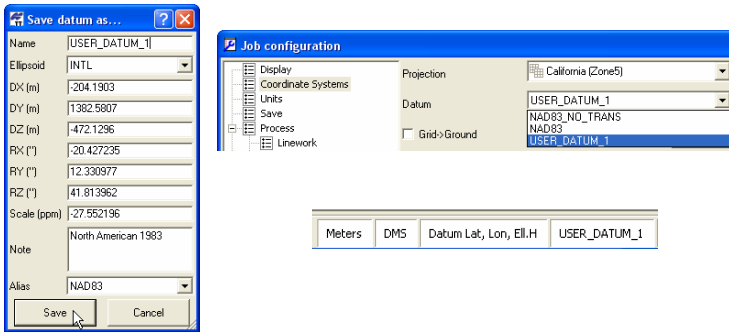 Save datum as...
Name USER_DATUM_1
Ellipsoid INTL
DX (m) -204.1903
DY (m) 1382.5807
DZ (m) -472.1296
RX (") -20.427235
RY (") 12.330977
RZ (") 41.813962
Scale (ppm) -27.552196
Note North American 1983
Alias NAD83
Save Cancel
Job configuration
Display
Coordinate Systems
Units
Save
Process
Linework
Projection California (Zone5)
Datum USER_DATUM_1
NAD83_NO_TRANS
NAD83
USER_DATUM_1
Grid->Ground
Meters DMS Datum Lat, Lon, Ell.H USER_DATUM_1